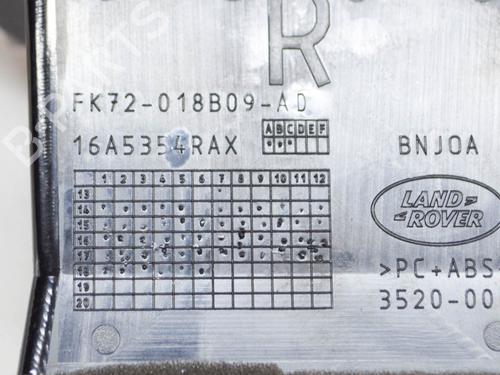 R
FK72-018B09-AD
16A5354RAX
A B C D E F
BNJOA
LAND
ROVER
1 2 3 4 5 6 7 8 9 10 11 12
13
14
15
16
17
18
19
20
>PC+ABS
3520-00
B-PARTS